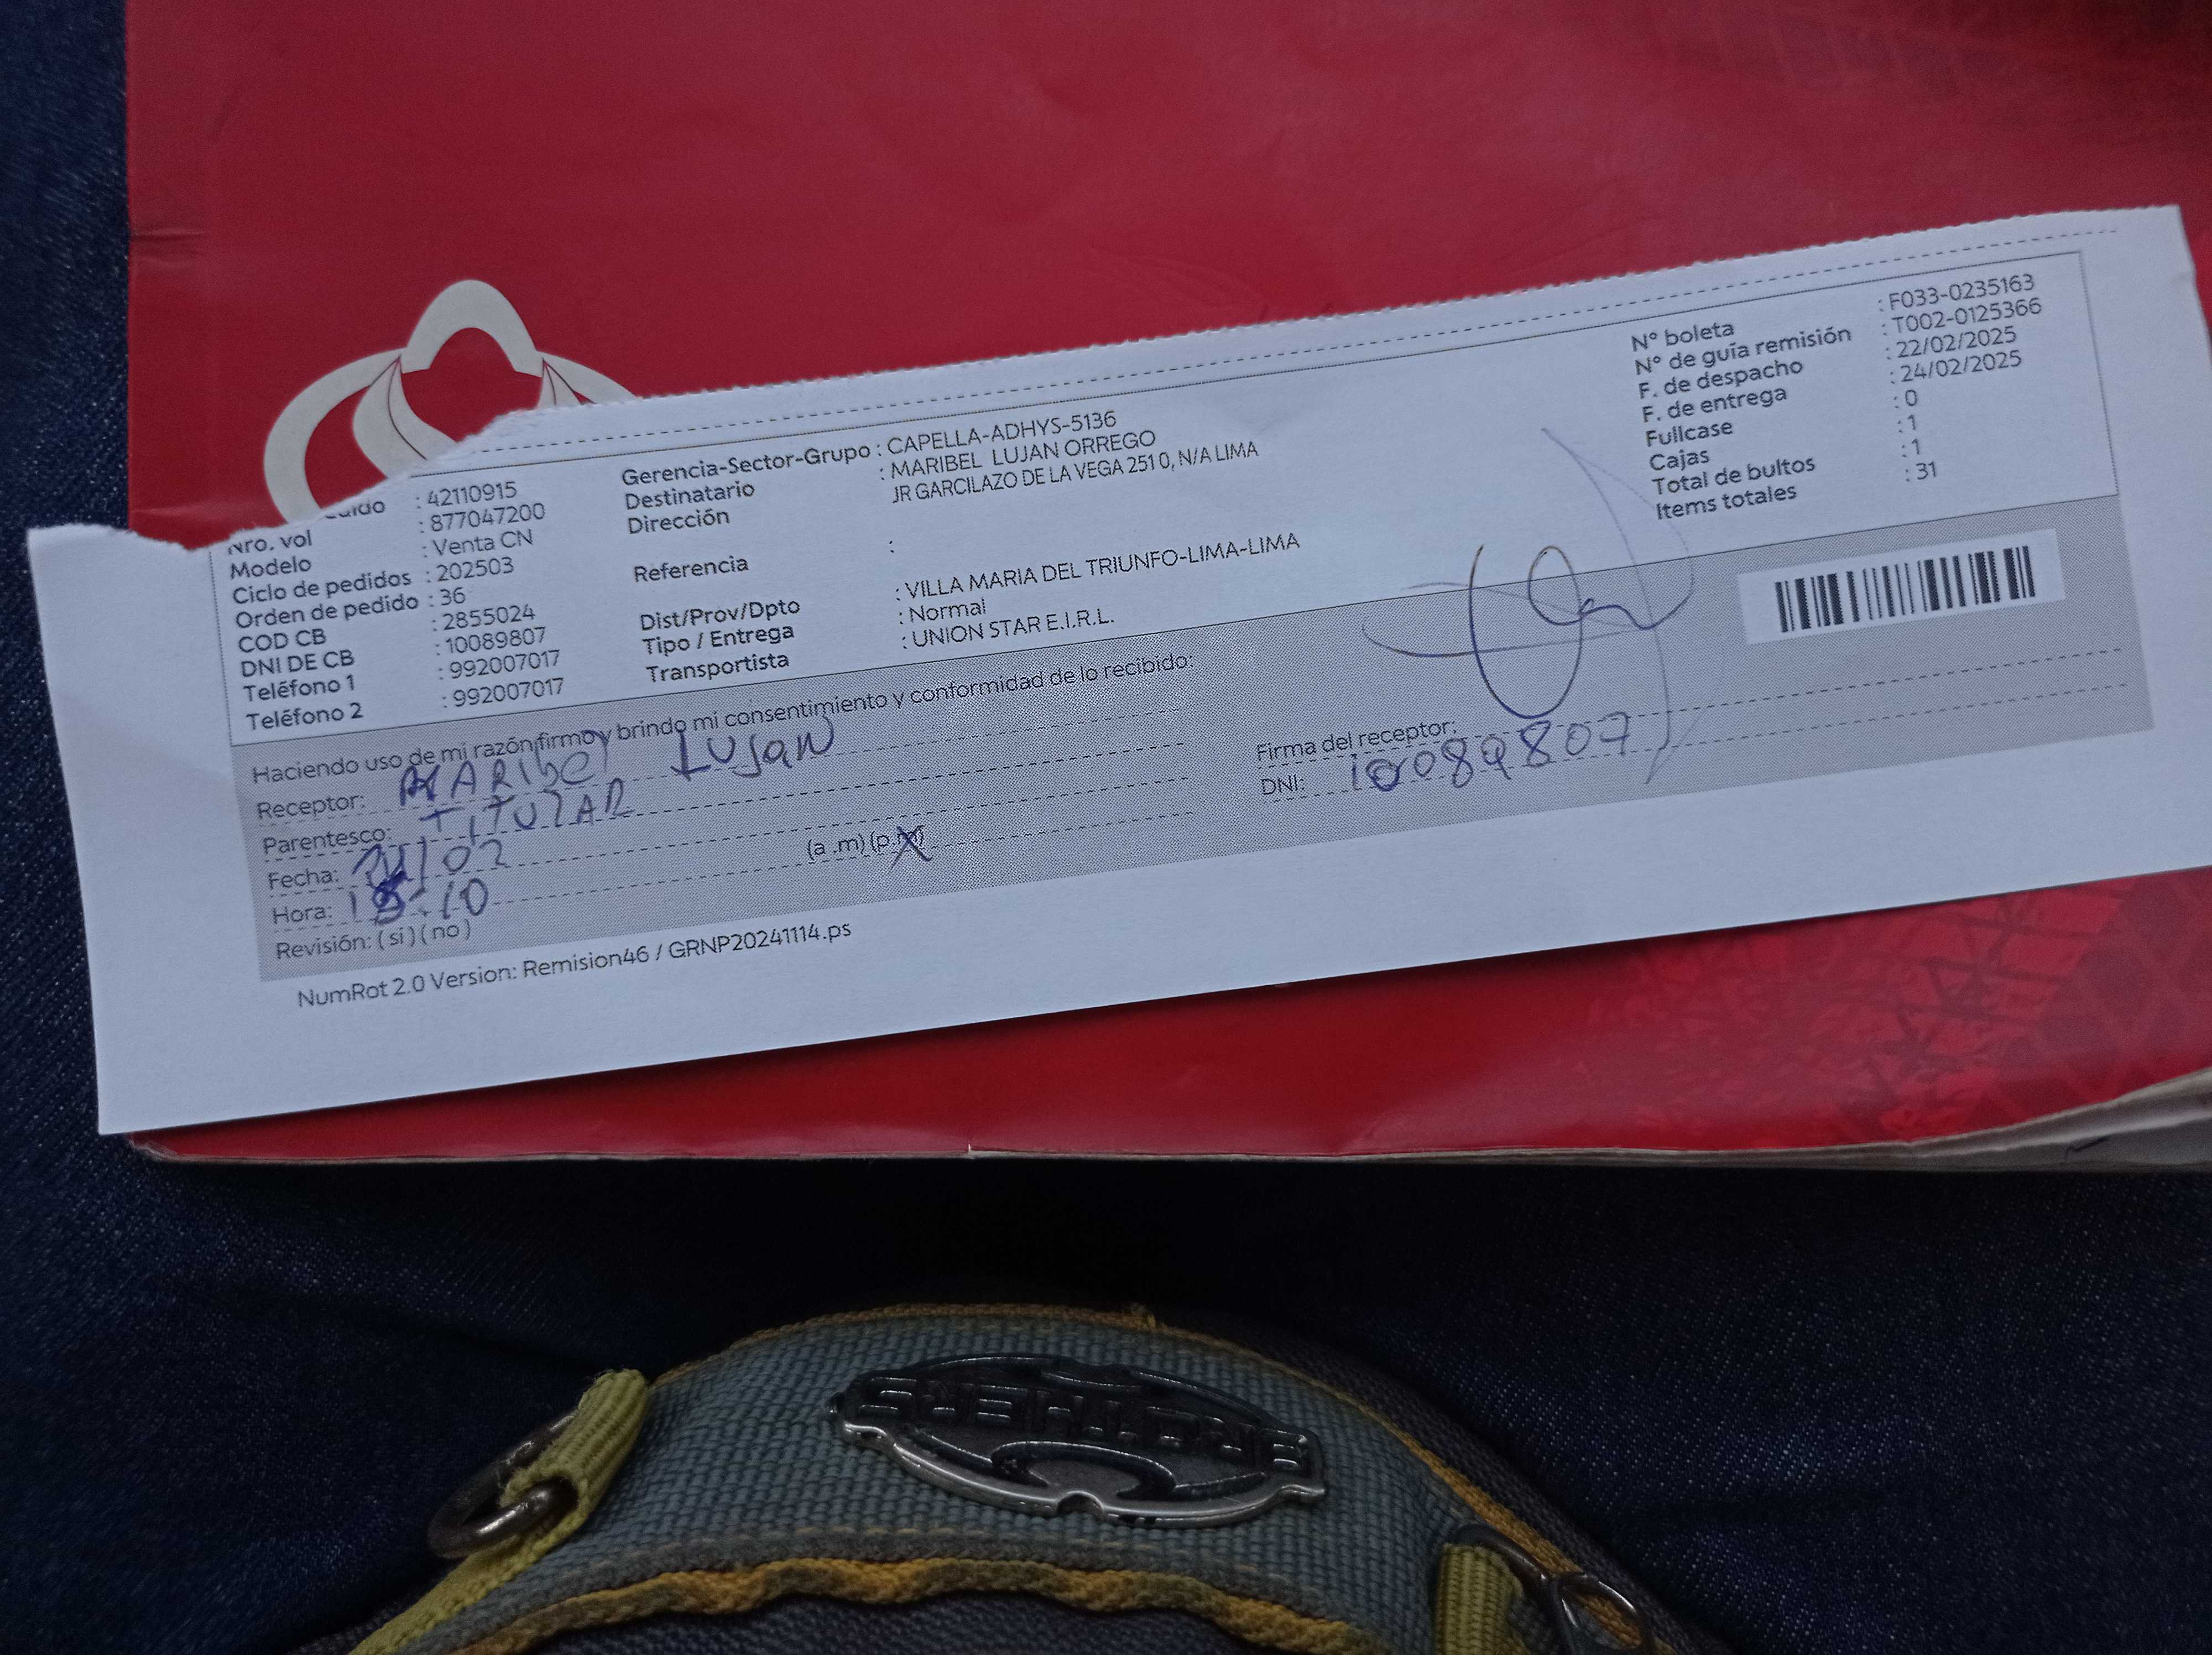 : 42110915
Nro. vol : 877047200
Modelo : Venta CN
Ciclo de pedidos : 202503
Orden de pedido : 36
COD CB : 2855024
DNI DE CB : 10089807
Teléfono 1 : 992007017
Teléfono 2 : 992007017
Gerencia-Sector-Grupo : CAPELLA-ADHYS-5136
Destinatario : MARIBEL LUJAN ORREGO
Dirección JR GARCILAZO DE LA VEGA 2510, N/A LIMA
Referencia :
Dist/Prov/Dpto : VILLA MARIA DEL TRIUNFO-LIMA-LIMA
Tipo / Entrega : Normal
Transportista : UNION STAR E.I.R.L.
N° boleta : F033-0235163
N° de guía remisión : T002-0125366
F. de despacho : 22/02/2025
F. de entrega : 24/02/2025
Fullcase : 0
Cajas : 1
Total de bultos : 1
Items totales : 31
Haciendo uso de mi razón firmo y brindo mi consentimiento y conformidad de lo recibido:
Receptor: MARIBEL LUJAN
Parentesco: TITULAR
Fecha: 24/02
Hora: 18:10 (a .m) (p.m)
Revisión: ( si ) ( no )
Firma del receptor:
DNI: 10089807
NumRot 2.0 Version: Remision46 / GRNP20241114.ps
BROTHERS